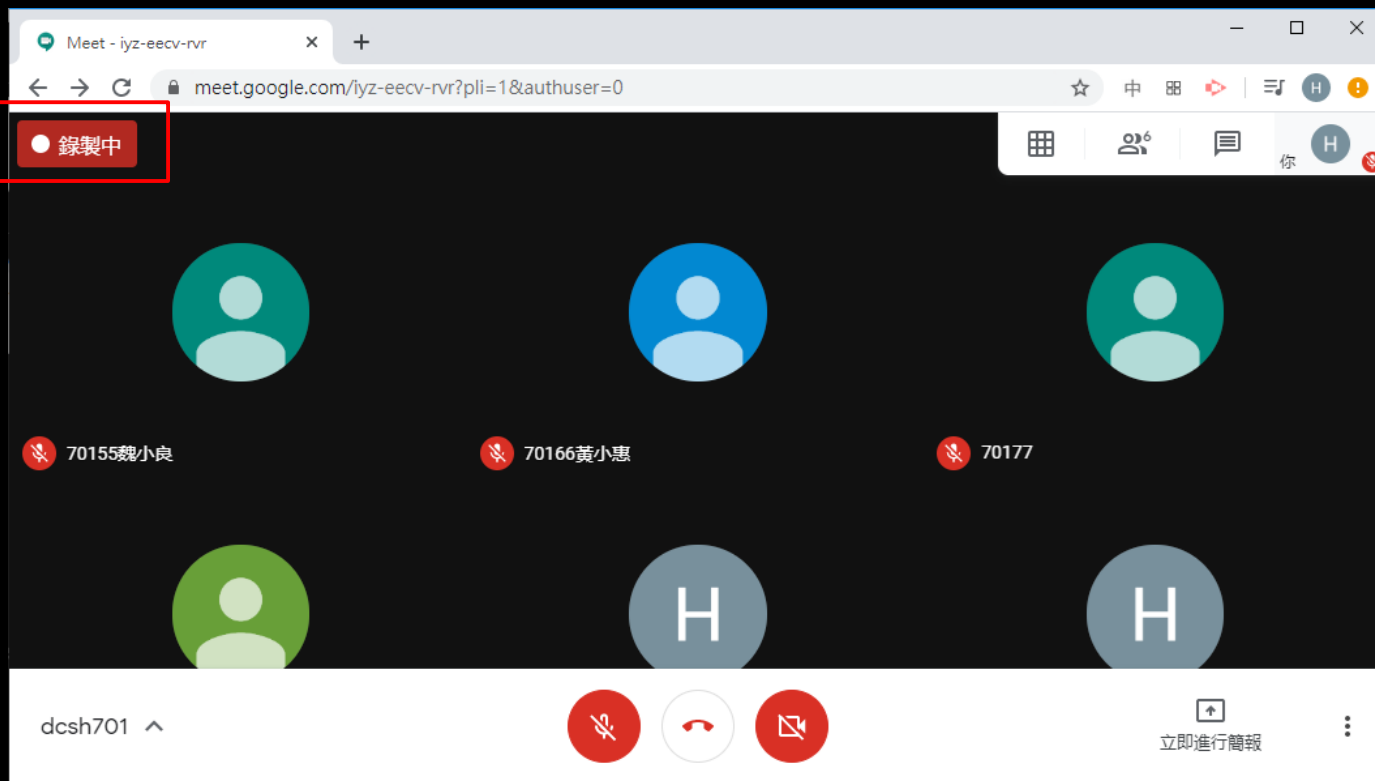 Meet - iyz-eecv-rvr
meet.google.com/iyz-eecv-rvr?pli=1&authuser=0
中
H
錄製中
6
你
H
70155魏小良
70166黃小惠
70177
H
H
dcsh701
立即進行簡報